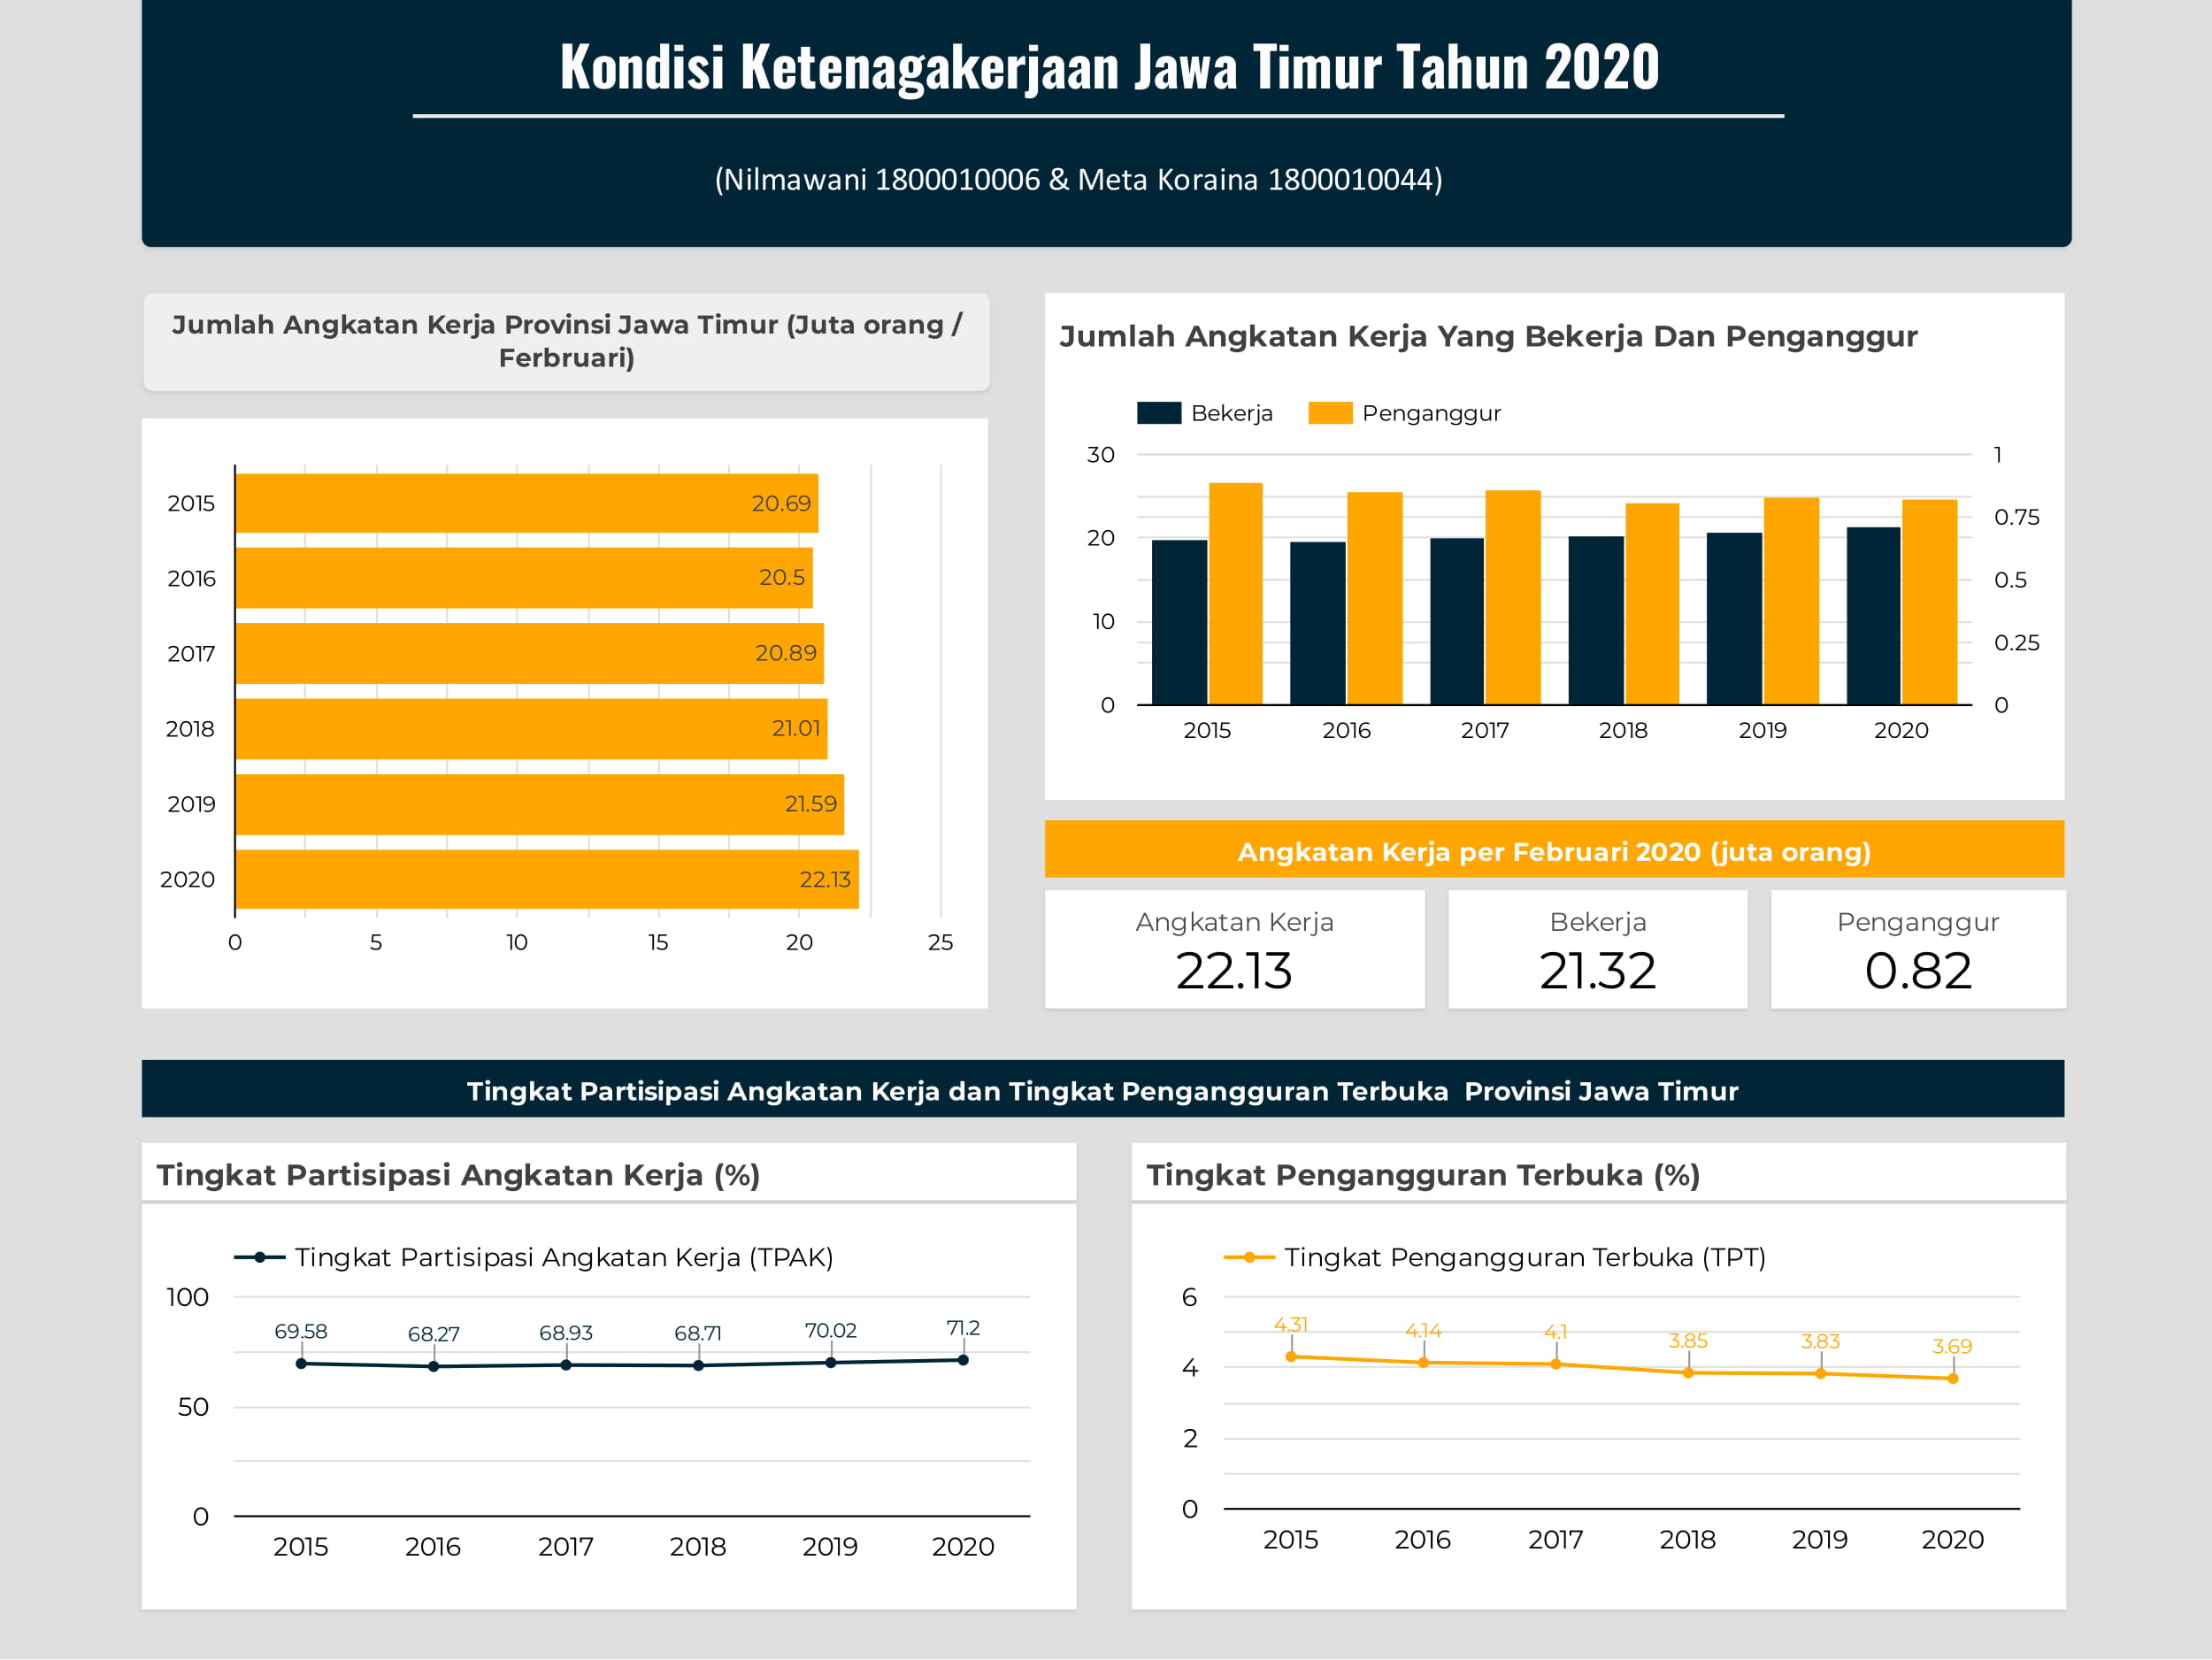 Kondisi Ketenagakerjaan Jawa Timur Tahun 2020
(Nilmawani 1800010006 & Meta Koraina 1800010044)
Jumlah Angkatan Kerja Provinsi Jawa Timur (Juta orang /
Ferbruari)
2015 20.69
2016 20.5
2017 20.89
2018 21.01
2019 21.59
2020 22.13
0 5 10 15 20 25
Jumlah Angkatan Kerja Yang Bekerja Dan Penganggur
Bekerja Penganggur
30 1
0.75
20
0.5
10
0.25
0 0
2015 2016 2017 2018 2019 2020
Angkatan Kerja per Februari 2020 (juta orang)
Angkatan Kerja
22.13
Bekerja
21.32
Penganggur
0.82
Tingkat Partisipasi Angkatan Kerja dan Tingkat Pengangguran Terbuka Provinsi Jawa Timur
Tingkat Partisipasi Angkatan Kerja (%)
Tingkat Partisipasi Angkatan Kerja (TPAK)
100
69.58 68.27 68.93 68.71 70.02 71.2
50
0
2015 2016 2017 2018 2019 2020
Tingkat Pengangguran Terbuka (%)
Tingkat Pengangguran Terbuka (TPT)
6
4.31 4.14 4.1 3.85 3.83 3.69
4
2
0
2015 2016 2017 2018 2019 2020